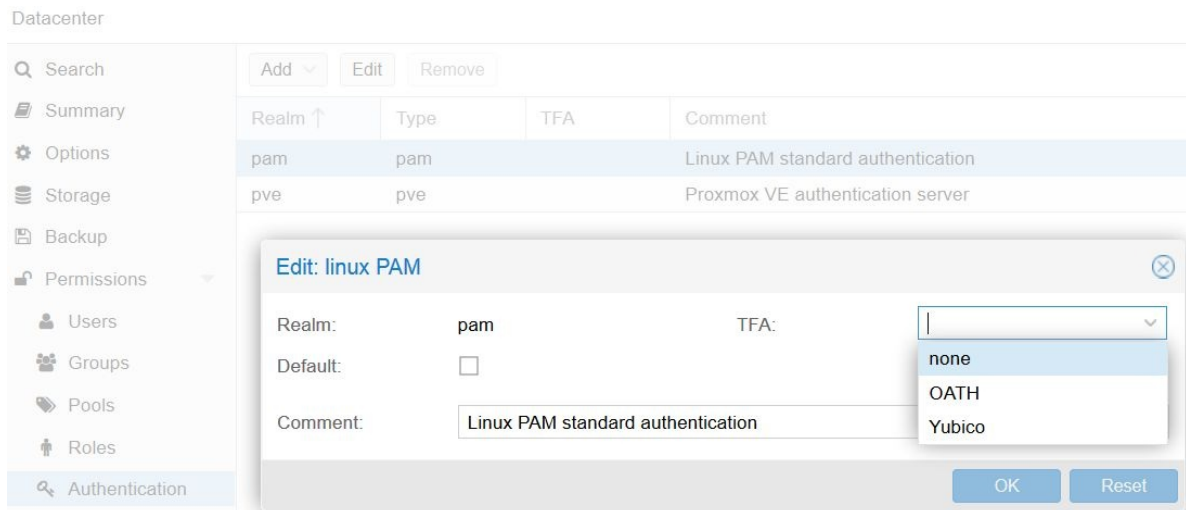 Datacenter
Search
Summary
Options
Storage
Backup
Permissions
Users
Groups
Pools
Roles
Authentication
Add Edit Remove
Realm ↑ Type TFA Comment
pam pam Linux PAM standard authentication
pve pve Proxmox VE authentication server
Edit: linux PAM
Realm: pam TFA:
Default:
Comment: Linux PAM standard authentication
none
OATH
Yubico
OK Reset